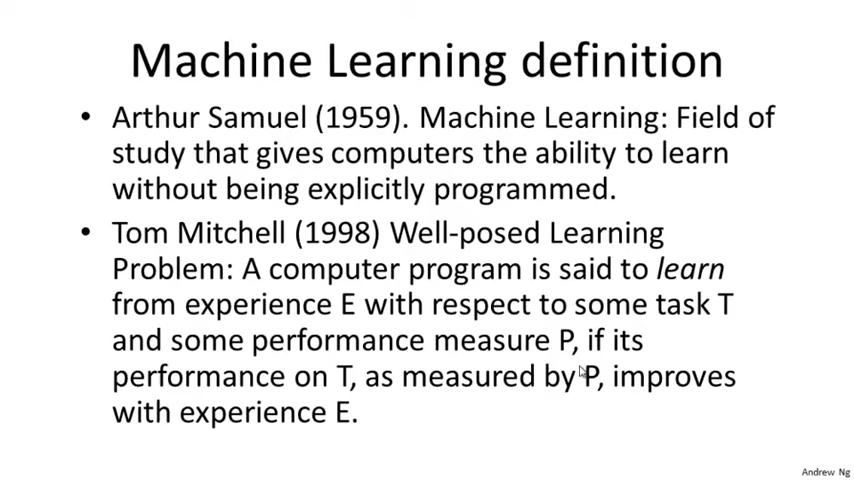 Machine Learning definition
• Arthur Samuel (1959). Machine Learning: Field of
study that gives computers the ability to learn
without being explicitly programmed.
• Tom Mitchell (1998) Well-posed Learning
Problem: A computer program is said to learn
from experience E with respect to some task T
and some performance measure P, if its
performance on T, as measured by P, improves
with experience E.
Andrew Ng